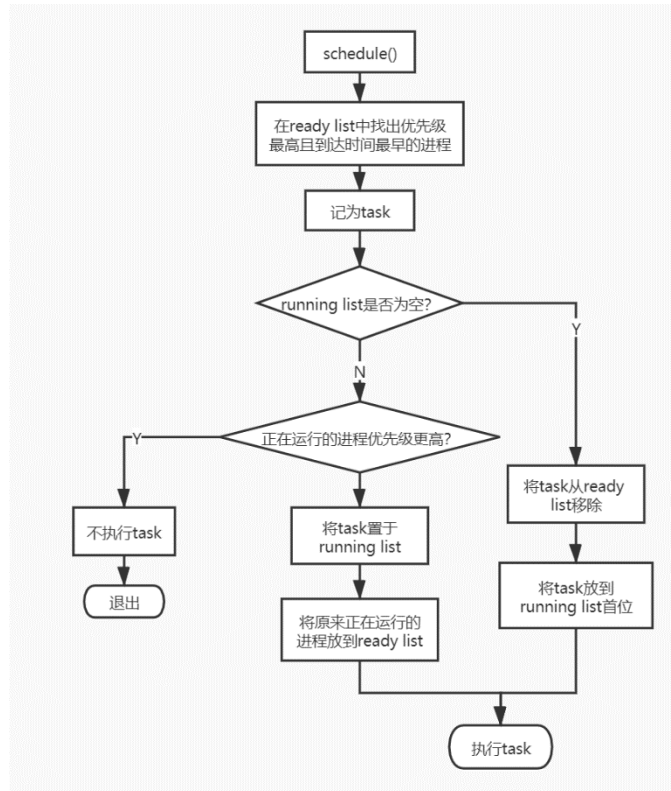 schedule()
在ready list中找出优先级
最高且到达时间最早的进程
记为task
running list是否为空?
Y
N
正在运行的进程优先级更高?
Y
将task从ready
list移除
不执行task
将task置于
running list
将task放到
running list首位
退出
将原来正在运行的
进程放到ready list
执行task